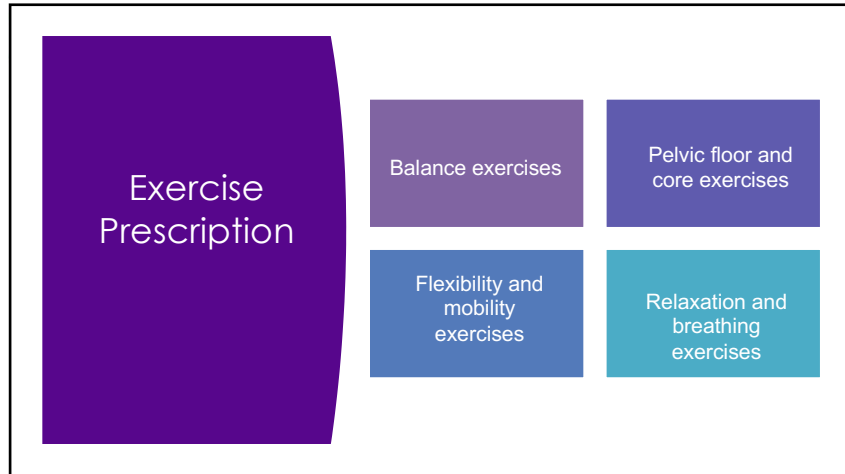 Exercise
Prescription
Balance exercises
Pelvic floor and
core exercises
Flexibility and
mobility
exercises
Relaxation and
breathing
exercises